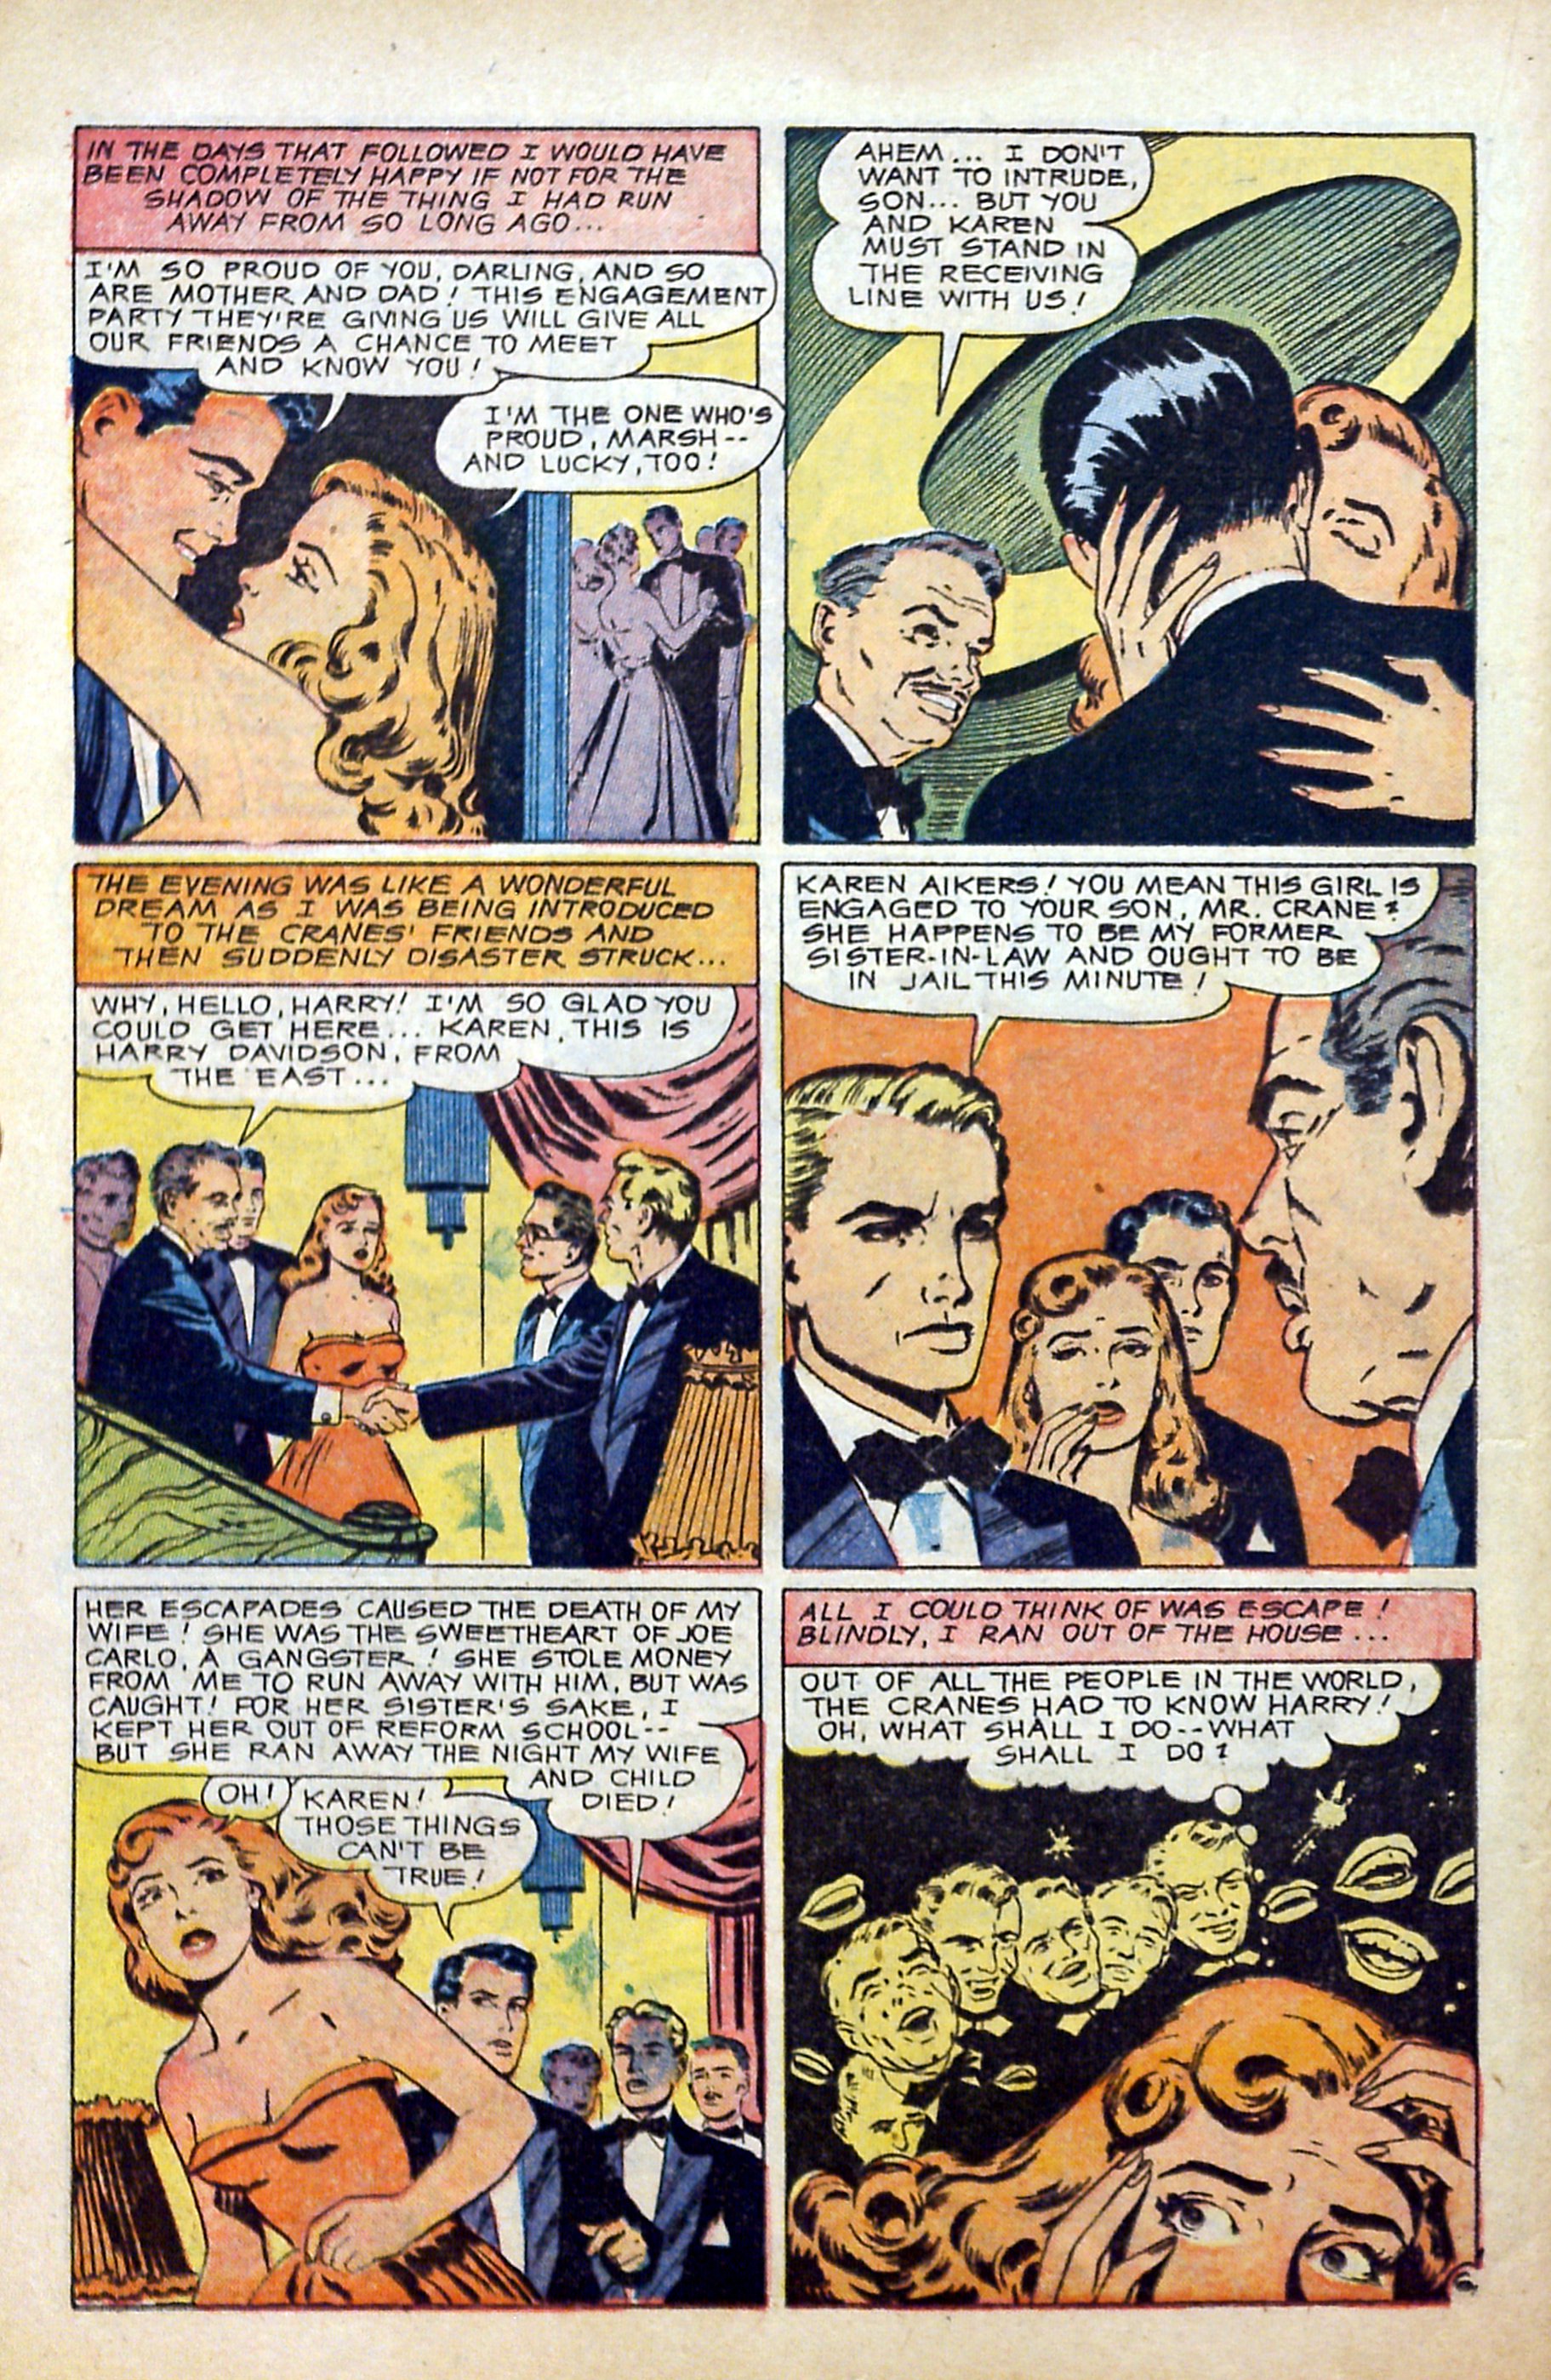 IN THE DAYS THAT FOLLOWED I WOULD HAVE
BEEN COMPLETELY HAPPY IF NOT FOR THE
SHADOW OF THE THING I HAD RUN
AWAY FROM SO LONG AGO...
I'M SO PROUD OF YOU, DARLING, AND SO
ARE MOTHER AND DAD! THIS ENGAGEMENT
PARTY THEY'RE GIVING US WILL GIVE ALL
OUR FRIENDS A CHANCE TO MEET
AND KNOW YOU!
I'M THE ONE WHO'S
PROUD, MARSH--
AND LUCKY, TOO!
AHEM... I DON'T
WANT TO INTRUDE,
SON... BUT YOU
AND KAREN
MUST STAND IN
THE RECEIVING
LINE WITH US!
THE EVENING WAS LIKE A WONDERFUL
DREAM AS I WAS BEING INTRODUCED
TO THE CRANES' FRIENDS AND
THEN SUDDENLY DISASTER STRUCK...
WHY, HELLO, HARRY! I'M SO GLAD YOU
COULD GET HERE... KAREN, THIS IS
HARRY DAVIDSON, FROM
THE EAST...
KAREN AIKERS! YOU MEAN THIS GIRL IS
ENGAGED TO YOUR SON, MR. CRANE?
SHE HAPPENS TO BE MY FORMER
SISTER-IN-LAW AND OUGHT TO BE
IN JAIL THIS MINUTE!
HER ESCAPADES CAUSED THE DEATH OF MY
WIFE! SHE WAS THE SWEETHEART OF JOE
CARLO, A GANGSTER! SHE STOLE MONEY
FROM ME TO RUN AWAY WITH HIM, BUT WAS
CAUGHT! FOR HER SISTER'S SAKE, I
KEPT HER OUT OF REFORM SCHOOL--
BUT SHE RAN AWAY THE NIGHT MY WIFE
AND CHILD
DIED!
OH!
KAREN!
THOSE THINGS
CAN'T BE
TRUE!
ALL I COULD THINK OF WAS ESCAPE!
BLINDLY, I RAN OUT OF THE HOUSE...
OUT OF ALL THE PEOPLE IN THE WORLD,
THE CRANES HAD TO KNOW HARRY!
OH, WHAT SHALL I DO--WHAT
SHALL I DO?